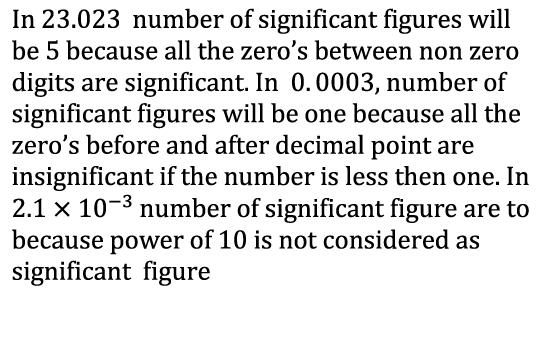 In 23.023 number of significant figures will
be 5 because all the zero's between non zero
digits are significant. In 0.0003, number of
significant figures will be one because all the
zero's before and after decimal point are
insignificant if the number is less then one. In
2.1 × 10⁻³ number of significant figure are to
because power of 10 is not considered as
significant figure